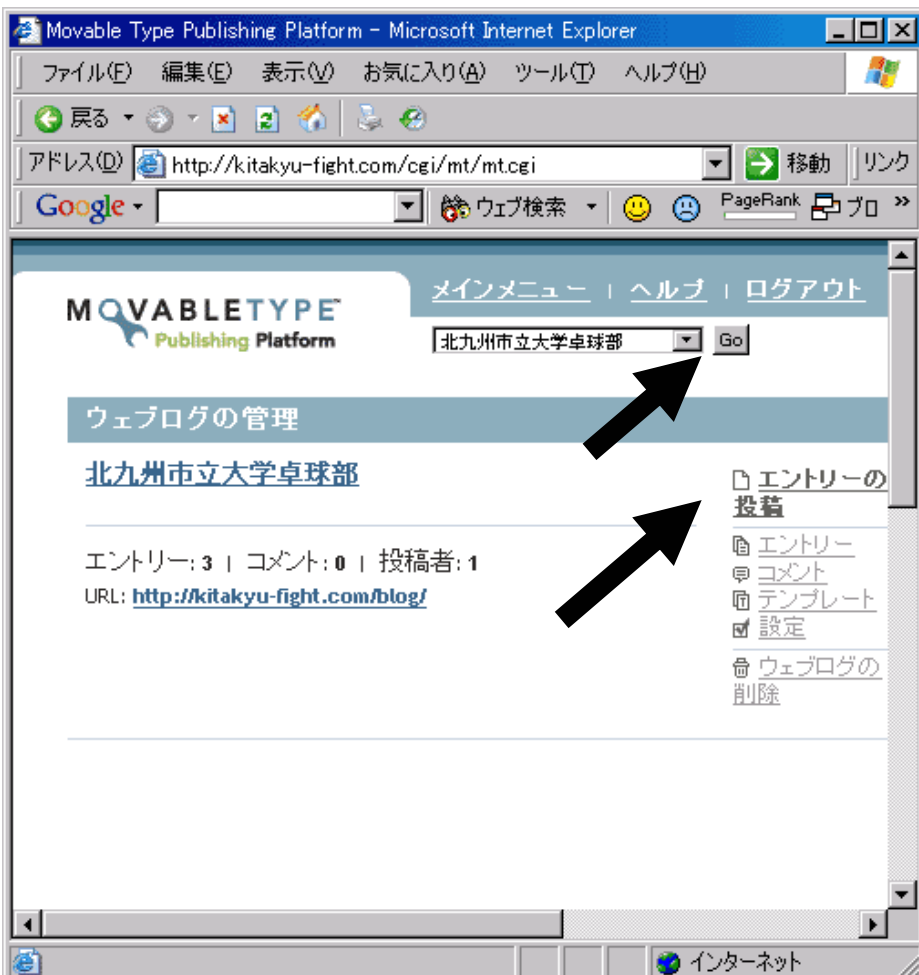 Movable Type Publishing Platform - Microsoft Internet Explorer
ファイル(F) 編集(E) 表示(V) お気に入り(A) ツール(T) ヘルプ(H)
戻る
アドレス(D) http://kitakyu-fight.com/cgi/mt/mt.cgi 移動 リンク
Google ウェブ検索 PageRank ブロ »
メインメニュー | ヘルプ | ログアウト
MOVABLETYPE™
Publishing Platform
北九州市立大学卓球部 Go
ウェブログの管理
北九州市立大学卓球部
エントリー: 3 | コメント: 0 | 投稿者: 1
URL: http://kitakyu-fight.com/blog/
エントリーの
投稿
エントリー
コメント
テンプレート
設定
ウェブログの
削除
インターネット